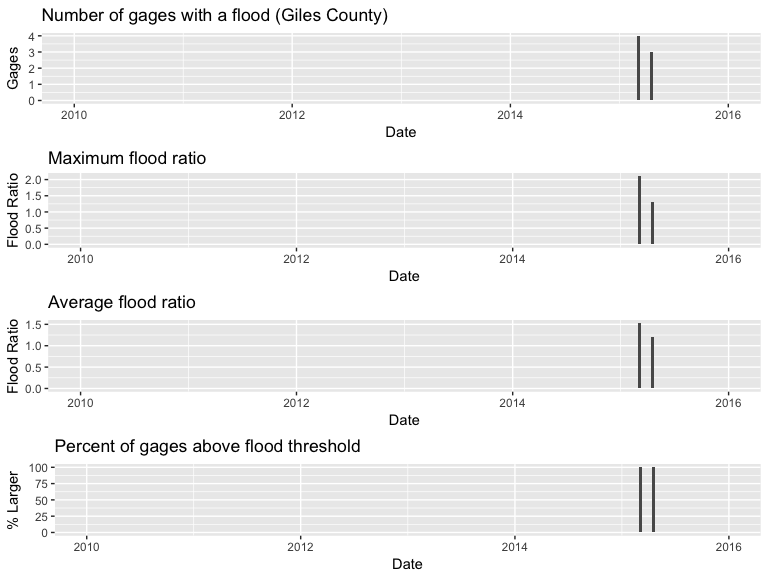 Number of gages with a flood (Giles County)
Gages
4
3
2
1
0
2010 2012 2014 2016
Date
Maximum flood ratio
Flood Ratio
2.0
1.5
1.0
0.5
0.0
2010 2012 2014 2016
Date
Average flood ratio
Flood Ratio
1.5
1.0
0.5
0.0
2010 2012 2014 2016
Date
Percent of gages above flood threshold
% Larger
100
75
50
25
0
2010 2012 2014 2016
Date